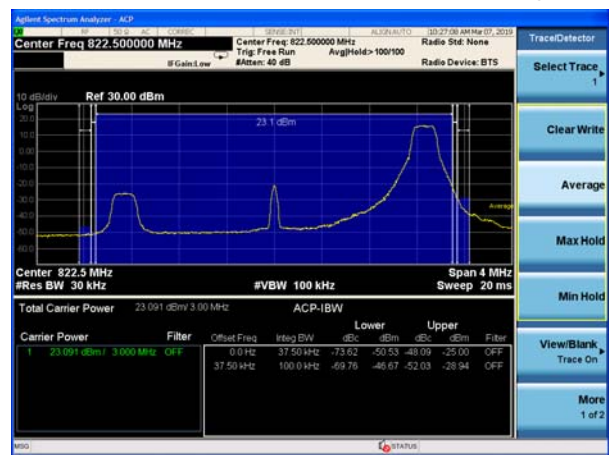 Agilent Spectrum Analyzer - ACP
RF 50 Ω AC CORREC SENSE:INT ALIGN AUTO 10:27:08 AM Mar 07, 2019
Center Freq 822.500000 MHz
Center Freq: 822.500000 MHz
Radio Std: None
Trig: Free Run Avg|Hold:> 100/100
IFGain:Low #Atten: 40 dB Radio Device: BTS
10 dB/div Ref 30.00 dBm
Log
20.0
10.0
0.00
-10.0
-20.0
-30.0
-40.0
-50.0
-60.0
23.1 dBm
Average
Center 822.5 MHz Span 4 MHz
#Res BW 30 kHz #VBW 100 kHz Sweep 20 ms
Total Carrier Power 23.091 dBm/ 3.00 MHz ACP-IBW
Lower Upper
Carrier Power Filter Offset Freq Integ BW dBc dBm dBc dBm Filter
1 23.091 dBm / 3.000 MHz OFF 0.0 Hz 37.50 kHz -73.62 -50.53 -48.09 -25.00 OFF
37.50 kHz 100.0 kHz -69.76 -46.67 -52.03 -28.94 OFF
MSG STATUS
Trace/Detector
Select Trace
1
Clear Write
Average
Max Hold
Min Hold
View/Blank
Trace On
More
1 of 2